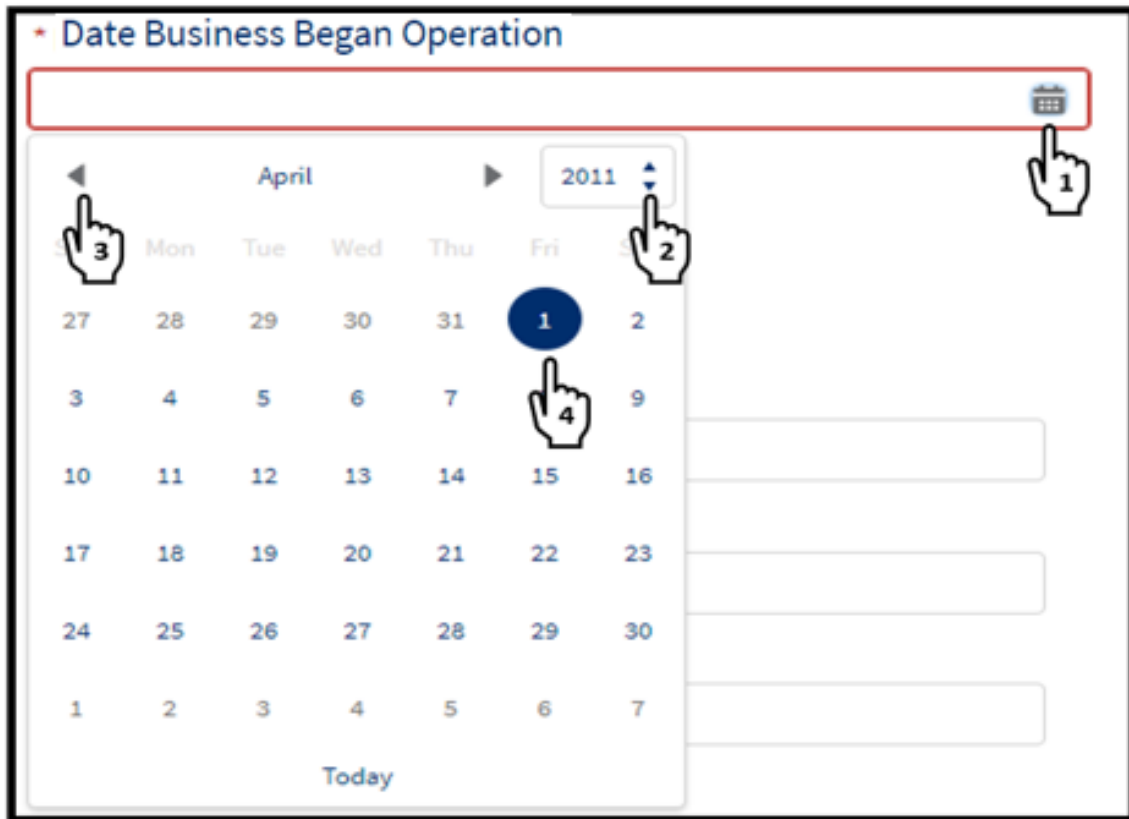 * Date Business Began Operation
1
April 2011
3 Mon Tue Wed Thu Fri 2
27 28 29 30 31 1 2
3 4 5 6 7 9
4
10 11 12 13 14 15 16
17 18 19 20 21 22 23
24 25 26 27 28 29 30
1 2 3 4 5 6 7
Today